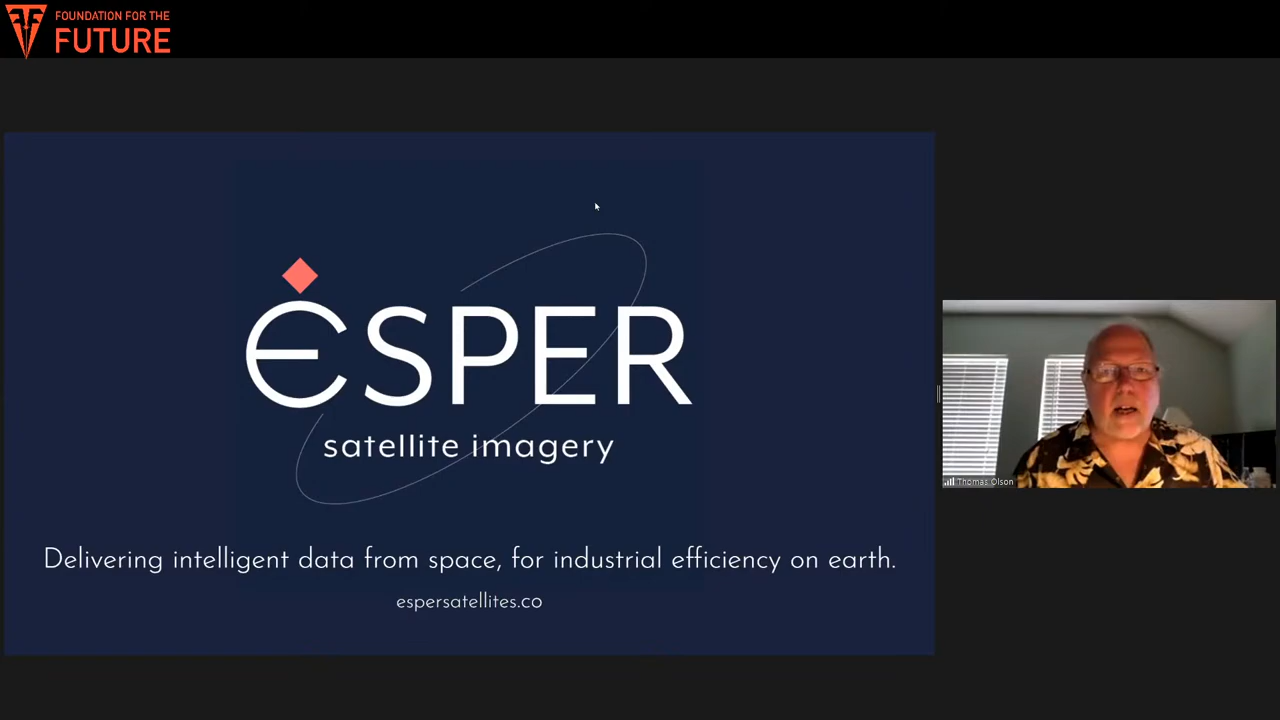 FOUNDATION FOR THE
FUTURE
ESPER
satellite imagery
Delivering intelligent data from space, for industrial efficiency on earth.
espersatellites.co
Thomas Olson